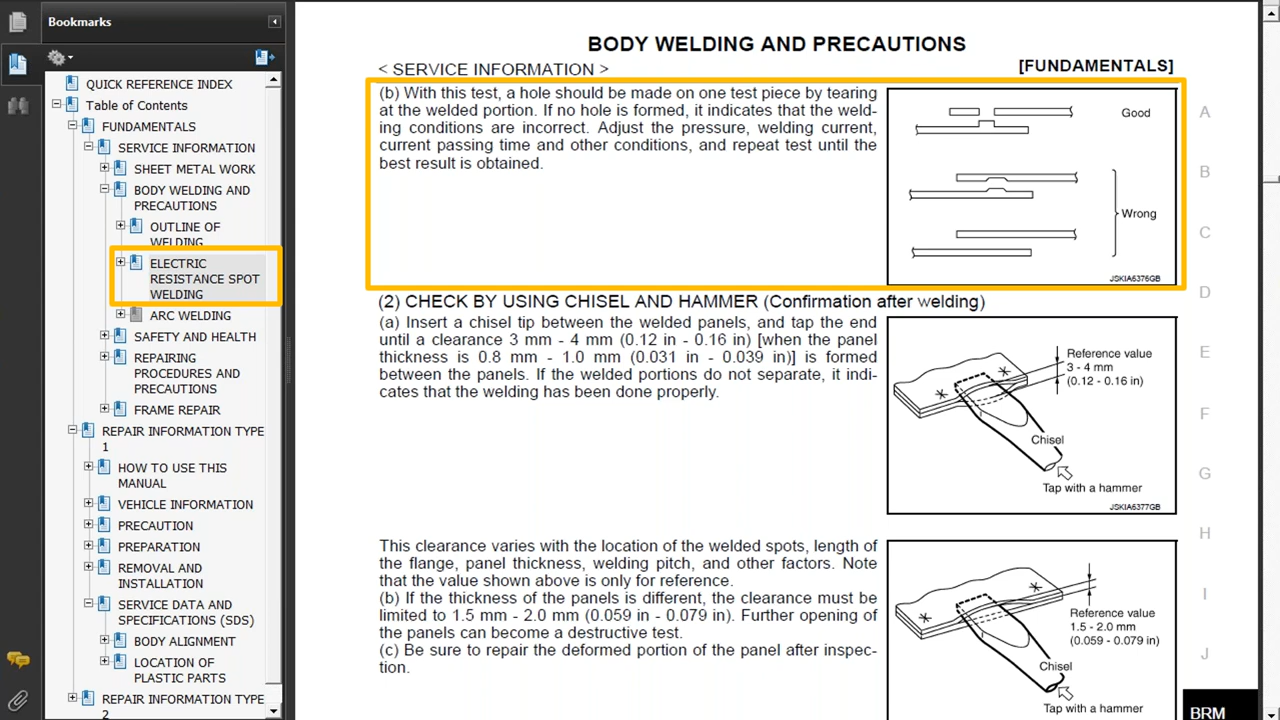 Bookmarks
QUICK REFERENCE INDEX
Table of Contents
FUNDAMENTALS
SERVICE INFORMATION
SHEET METAL WORK
BODY WELDING AND
PRECAUTIONS
OUTLINE OF
WELDING
ELECTRIC
RESISTANCE SPOT
WELDING
ARC WELDING
SAFETY AND HEALTH
REPAIRING
PROCEDURES AND
PRECAUTIONS
FRAME REPAIR
REPAIR INFORMATION TYPE
1
HOW TO USE THIS
MANUAL
VEHICLE INFORMATION
PRECAUTION
PREPARATION
REMOVAL AND
INSTALLATION
SERVICE DATA AND
SPECIFICATIONS (SDS)
BODY ALIGNMENT
LOCATION OF
PLASTIC PARTS
REPAIR INFORMATION TYPE
2
BODY WELDING AND PRECAUTIONS
< SERVICE INFORMATION >
[FUNDAMENTALS]
(b) With this test, a hole should be made on one test piece by tearing
at the welded portion. If no hole is formed, it indicates that the weld-
ing conditions are incorrect. Adjust the pressure, welding current,
current passing time and other conditions, and repeat test until the
best result is obtained.
Good
Wrong
JSKIA6376GB
(2) CHECK BY USING CHISEL AND HAMMER (Confirmation after welding)
(a) Insert a chisel tip between the welded panels, and tap the end
until a clearance 3 mm - 4 mm (0.12 in - 0.16 in) [when the panel
thickness is 0.8 mm - 1.0 mm (0.031 in - 0.039 in)] is formed
between the panels. If the welded portions do not separate, it indi-
cates that the welding has been done properly.
Reference value
3 - 4 mm
(0.12 - 0.16 in)
Chisel
Tap with a hammer
JSKIA6377GB
This clearance varies with the location of the welded spots, length of
the flange, panel thickness, welding pitch, and other factors. Note
that the value shown above is only for reference.
(b) If the thickness of the panels is different, the clearance must be
limited to 1.5 mm - 2.0 mm (0.059 in - 0.079 in). Further opening of
the panels can become a destructive test.
(c) Be sure to repair the deformed portion of the panel after inspec-
tion.
Reference value
1.5 - 2.0 mm
(0.059 - 0.079 in)
Chisel
Tap with a hammer
A
B
C
D
E
F
G
H
I
J
BRM